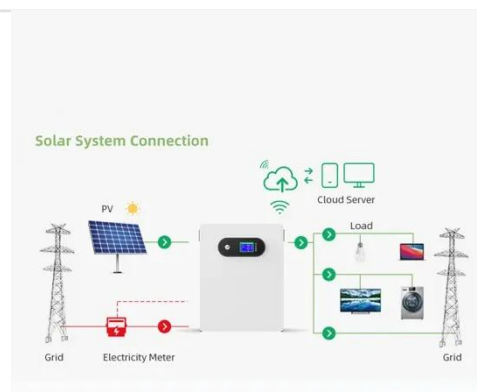 Solar System Connection
Cloud Server
PV
Load
Grid
Electricity Meter
Grid